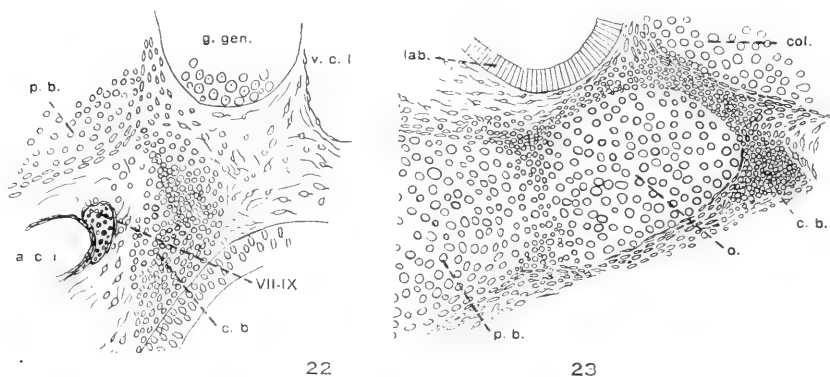 g. gen.
v. c. l
p. b.
a c i
VII-IX
c. b
22
lab.
col.
c. b.
o.
p. b.
23